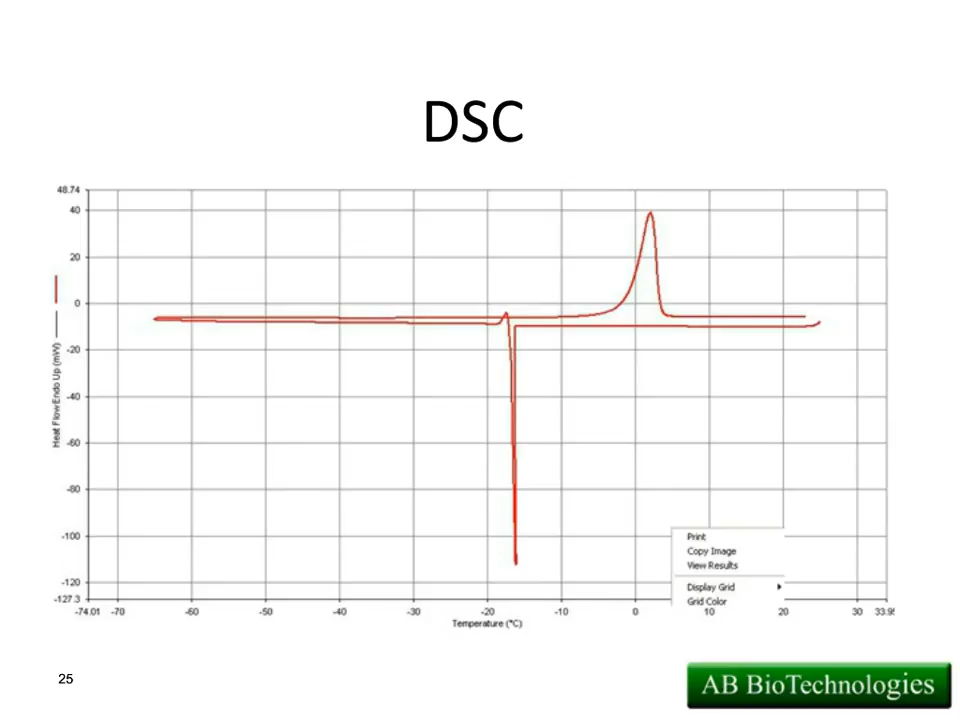 DSC
48.74
40
20
0
-20
-40
-60
-80
-100
-120
-127.3
Heat Flow Endo Up (mW)
-74.01 -70 -60 -50 -40 -30 -20 -10 0 10 20 30 33.95
Temperature (°C)
Print
Copy Image
View Results
Display Grid
Grid Color
25
AB BioTechnologies